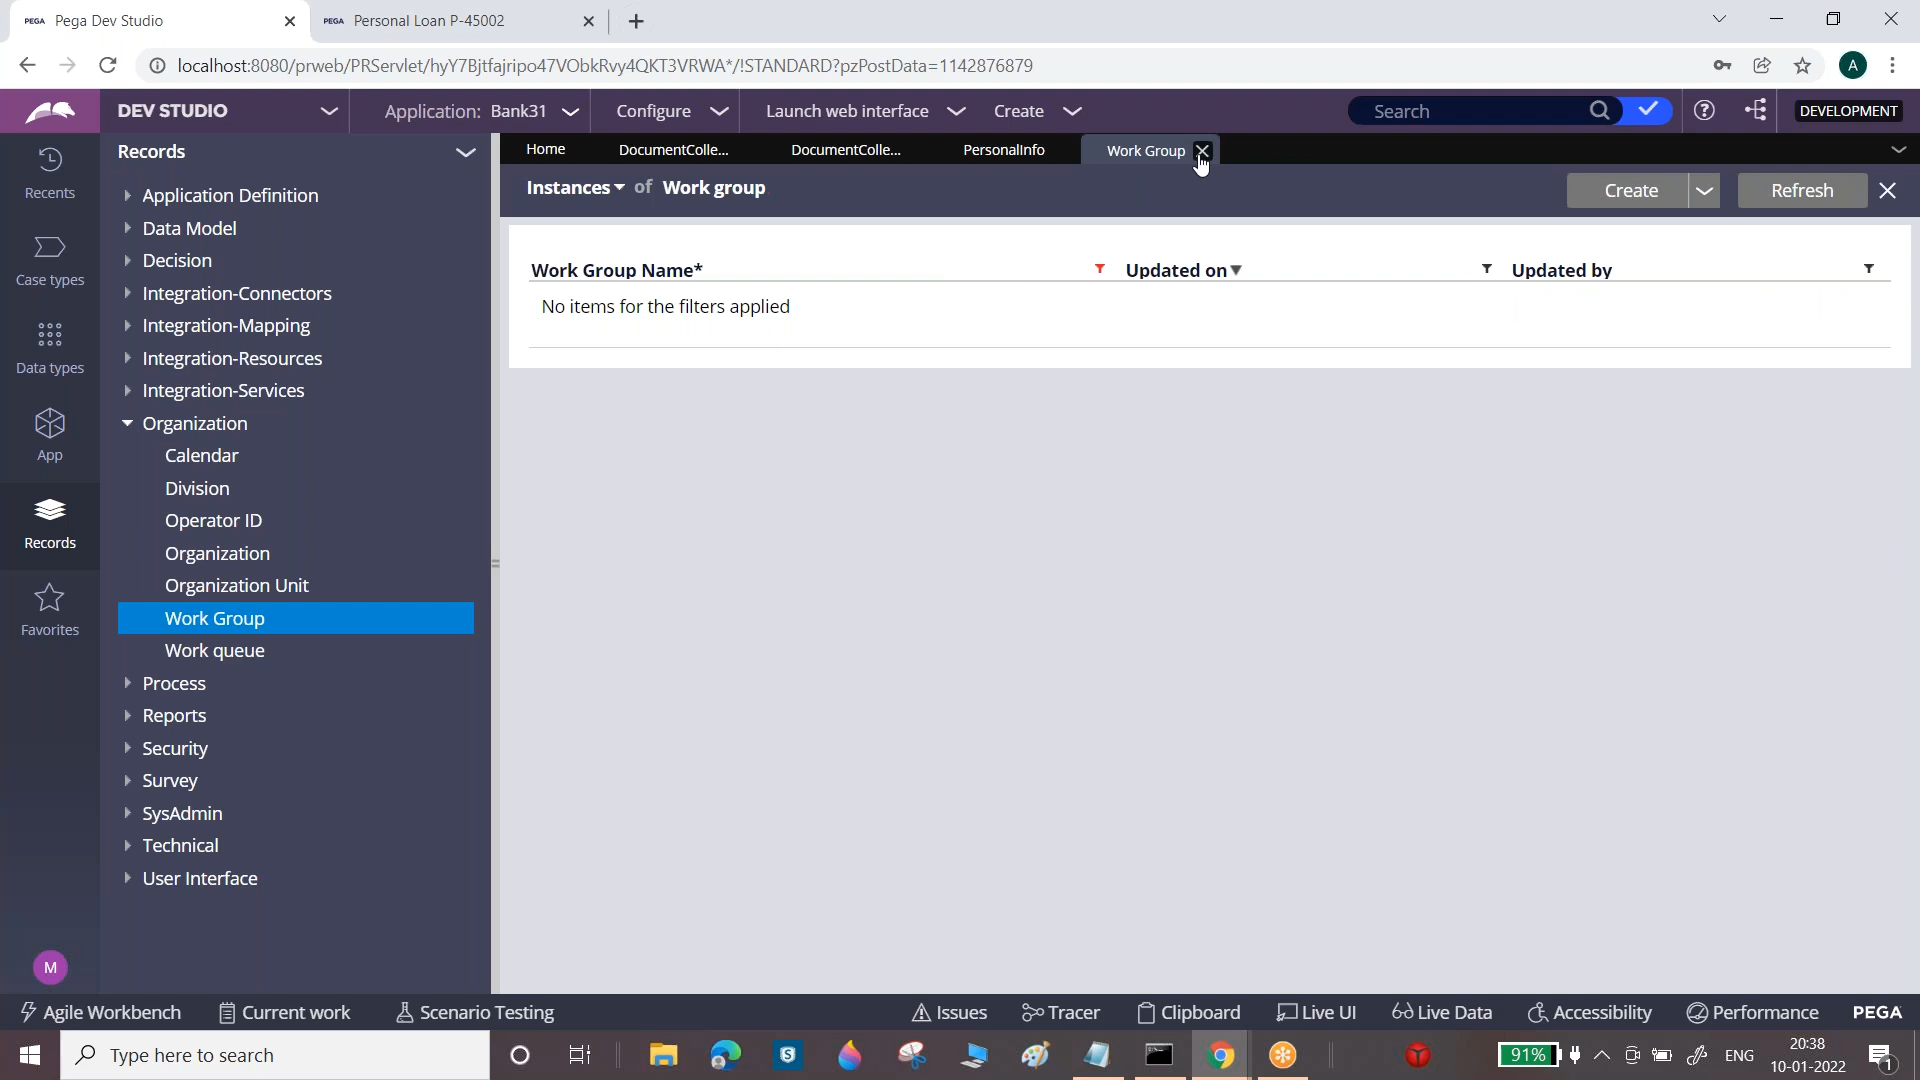 PEGA Pega Dev Studio
PEGA Personal Loan P-45002
localhost:8080/prweb/PRServlet/hyY7Bjtfajripo47VObkRvy4QKT3VRWA*/!STANDARD?pzPostData=1142876879
A
DEV STUDIO
Application: Bank31
Configure
Launch web interface
Create
Search
DEVELOPMENT
Recents
Case types
Data types
App
Records
Favorites
M
Records
Application Definition
Data Model
Decision
Integration-Connectors
Integration-Mapping
Integration-Resources
Integration-Services
Organization
Calendar
Division
Operator ID
Organization
Organization Unit
Work Group
Work queue
Process
Reports
Security
Survey
SysAdmin
Technical
User Interface
Home
DocumentColle...
DocumentColle...
PersonalInfo
Work Group
Instances of Work group
Create
Refresh
Work Group Name*
Updated on
Updated by
No items for the filters applied
Agile Workbench
Current work
Scenario Testing
Issues
Tracer
Clipboard
Live UI
Live Data
Accessibility
Performance
PEGA
Type here to search
91%
ENG
20:38
10-01-2022
1